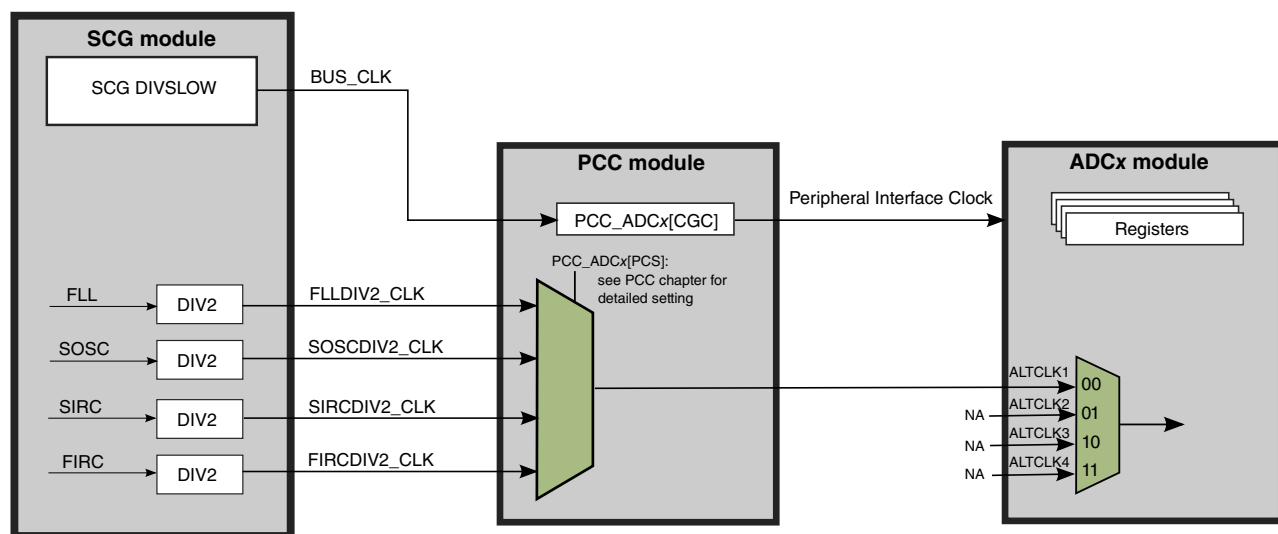 SCG module
SCG DIVSLOW
BUS_CLK
PCC module
PCC_ADCx[CGC]
Peripheral Interface Clock
ADCx module
Registers
PCC_ADCx[PCS]:
see PCC chapter for
detailed setting
FLL
DIV2
FLLDIV2_CLK
SOSC
DIV2
SOSCDIV2_CLK
SIRC
DIV2
SIRCDIV2_CLK
FIRC
DIV2
FIRCDIV2_CLK
ALTCLK1
00
NA
ALTCLK2
01
NA
ALTCLK3
10
NA
ALTCLK4
11